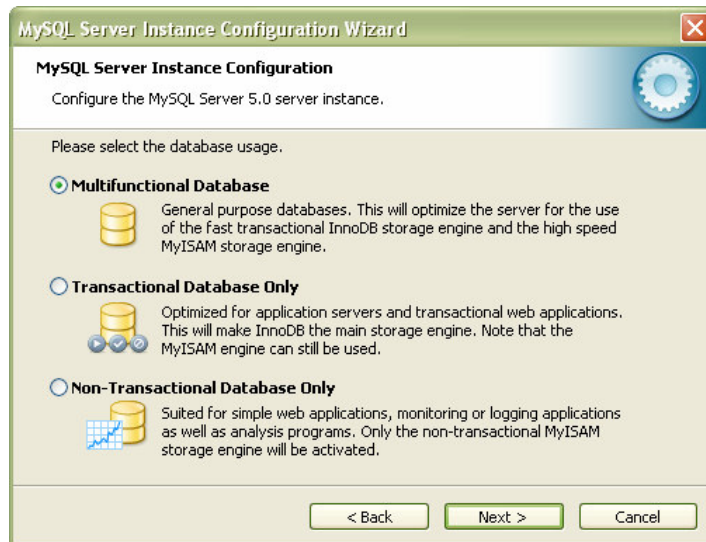 MySQL Server Instance Configuration Wizard
MySQL Server Instance Configuration
Configure the MySQL Server 5.0 server instance.
Please select the database usage.
Multifunctional Database
General purpose databases. This will optimize the server for the use
of the fast transactional InnoDB storage engine and the high speed
MyISAM storage engine.
Transactional Database Only
Optimized for application servers and transactional web applications.
This will make InnoDB the main storage engine. Note that the
MyISAM engine can still be used.
Non-Transactional Database Only
Suited for simple web applications, monitoring or logging applications
as well as analysis programs. Only the non-transactional MyISAM
storage engine will be activated.
< Back Next > Cancel